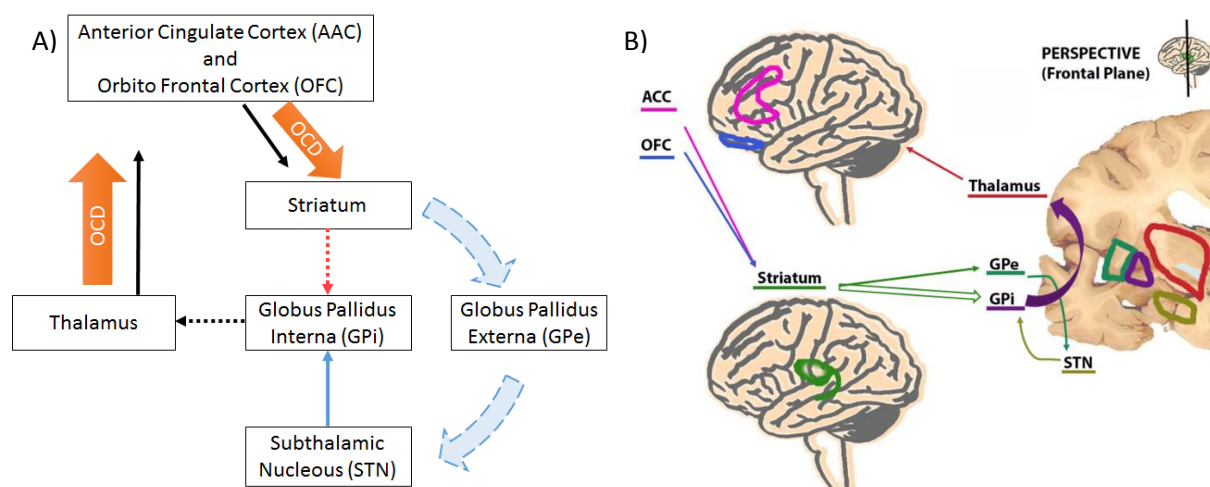 A)
Anterior Cingulate Cortex (AAC)
and
Orbito Frontal Cortex (OFC)
OCD
OCD
Striatum
Thalamus
Globus Pallidus
Interna (GPi)
Globus Pallidus
Externa (GPe)
Subthalamic
Nucleous (STN)
B)
PERSPECTIVE
(Frontal Plane)
ACC
OFC
Thalamus
Striatum
GPe
GPi
STN